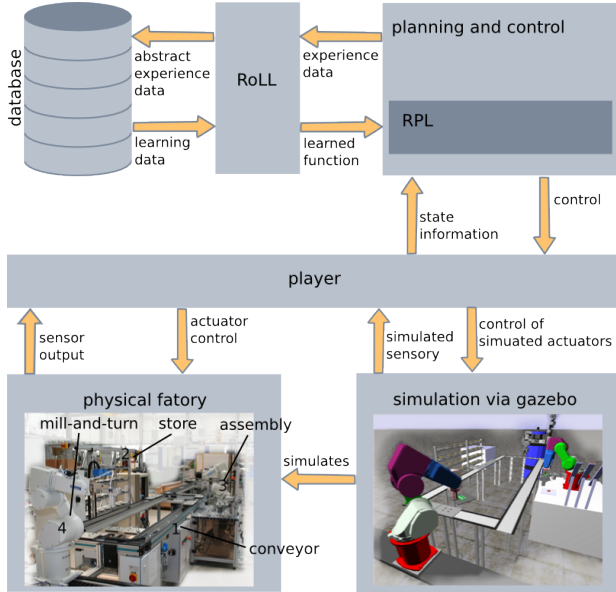 database
abstract
experience
data
learning
data
RoLL
experience
data
learned
function
planning and control
RPL
state
information
control
player
sensor
output
actuator
control
simulated
sensory
control of
simuated actuators
physical fatory
mill-and-turn
store
assembly
2
4
1
conveyor
simulates
simulation via gazebo